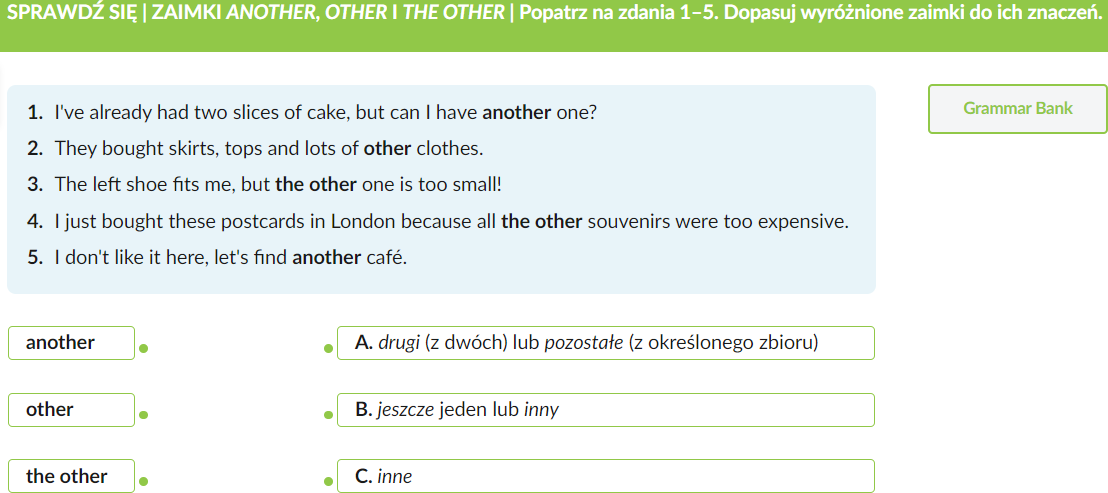 SPRAWDŹ SIĘ | ZAIMKI ANOTHER, OTHER I THE OTHER | Popatrz na zdania 1–5. Dopasuj wyróżnione zaimki do ich znaczeń.
Grammar Bank
1. I've already had two slices of cake, but can I have another one?
2. They bought skirts, tops and lots of other clothes.
3. The left shoe fits me, but the other one is too small!
4. I just bought these postcards in London because all the other souvenirs were too expensive.
5. I don't like it here, let's find another café.
another
A. drugi (z dwóch) lub pozostałe (z określonego zbioru)
other
B. jeszcze jeden lub inny
the other
C. inne